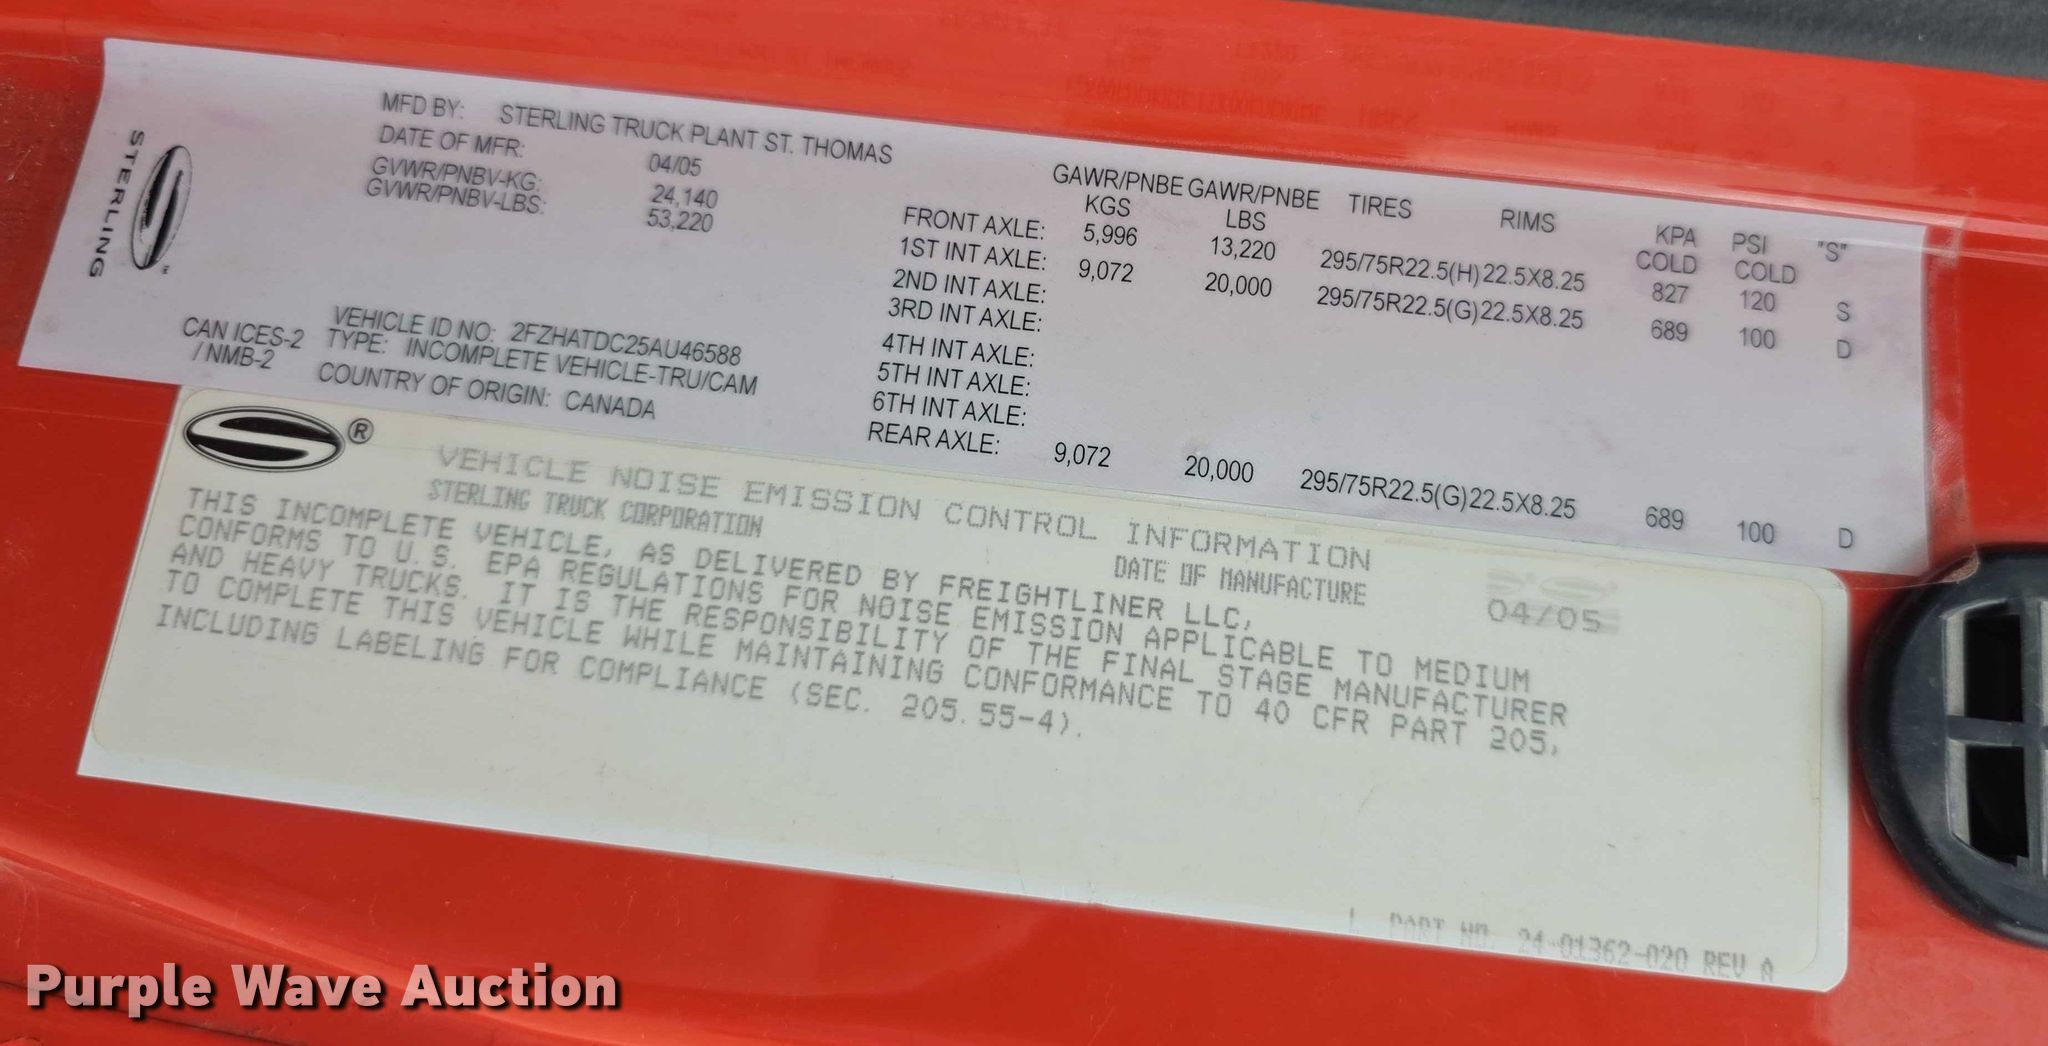 STERLING
MFD BY: STERLING TRUCK PLANT ST. THOMAS
DATE OF MFR: 04/05
GVWR/PNBV-KG: 24,140
GVWR/PNBV-LBS: 53,220
VEHICLE ID NO: 2FZHATDC25AU46588
TYPE: INCOMPLETE VEHICLE-TRU/CAM
COUNTRY OF ORIGIN: CANADA
CAN ICES-2
/ NMB-2
GAWR/PNBE GAWR/PNBE TIRES RIMS KPA PSI "S"
KGS LBS COLD COLD
FRONT AXLE: 5,996 13,220 295/75R22.5(H) 22.5X8.25 827 120 S
1ST INT AXLE: 9,072 20,000 295/75R22.5(G) 22.5X8.25 689 100 D
2ND INT AXLE:
3RD INT AXLE:
4TH INT AXLE:
5TH INT AXLE:
6TH INT AXLE:
REAR AXLE: 9,072 20,000 295/75R22.5(G) 22.5X8.25 689 100 D
®
VEHICLE NOISE EMISSION CONTROL INFORMATION
STERLING TRUCK CORPORATION DATE OF MANUFACTURE 04/05
THIS INCOMPLETE VEHICLE, AS DELIVERED BY FREIGHTLINER LLC,
CONFORMS TO U.S. EPA REGULATIONS FOR NOISE EMISSION APPLICABLE TO MEDIUM
AND HEAVY TRUCKS. IT IS THE RESPONSIBILITY OF THE FINAL STAGE MANUFACTURER
TO COMPLETE THIS VEHICLE WHILE MAINTAINING CONFORMANCE TO 40 CFR PART 205,
INCLUDING LABELING FOR COMPLIANCE (SEC. 205.55-4).
PART NO. 24-01362-020 REV A
Purple Wave Auction